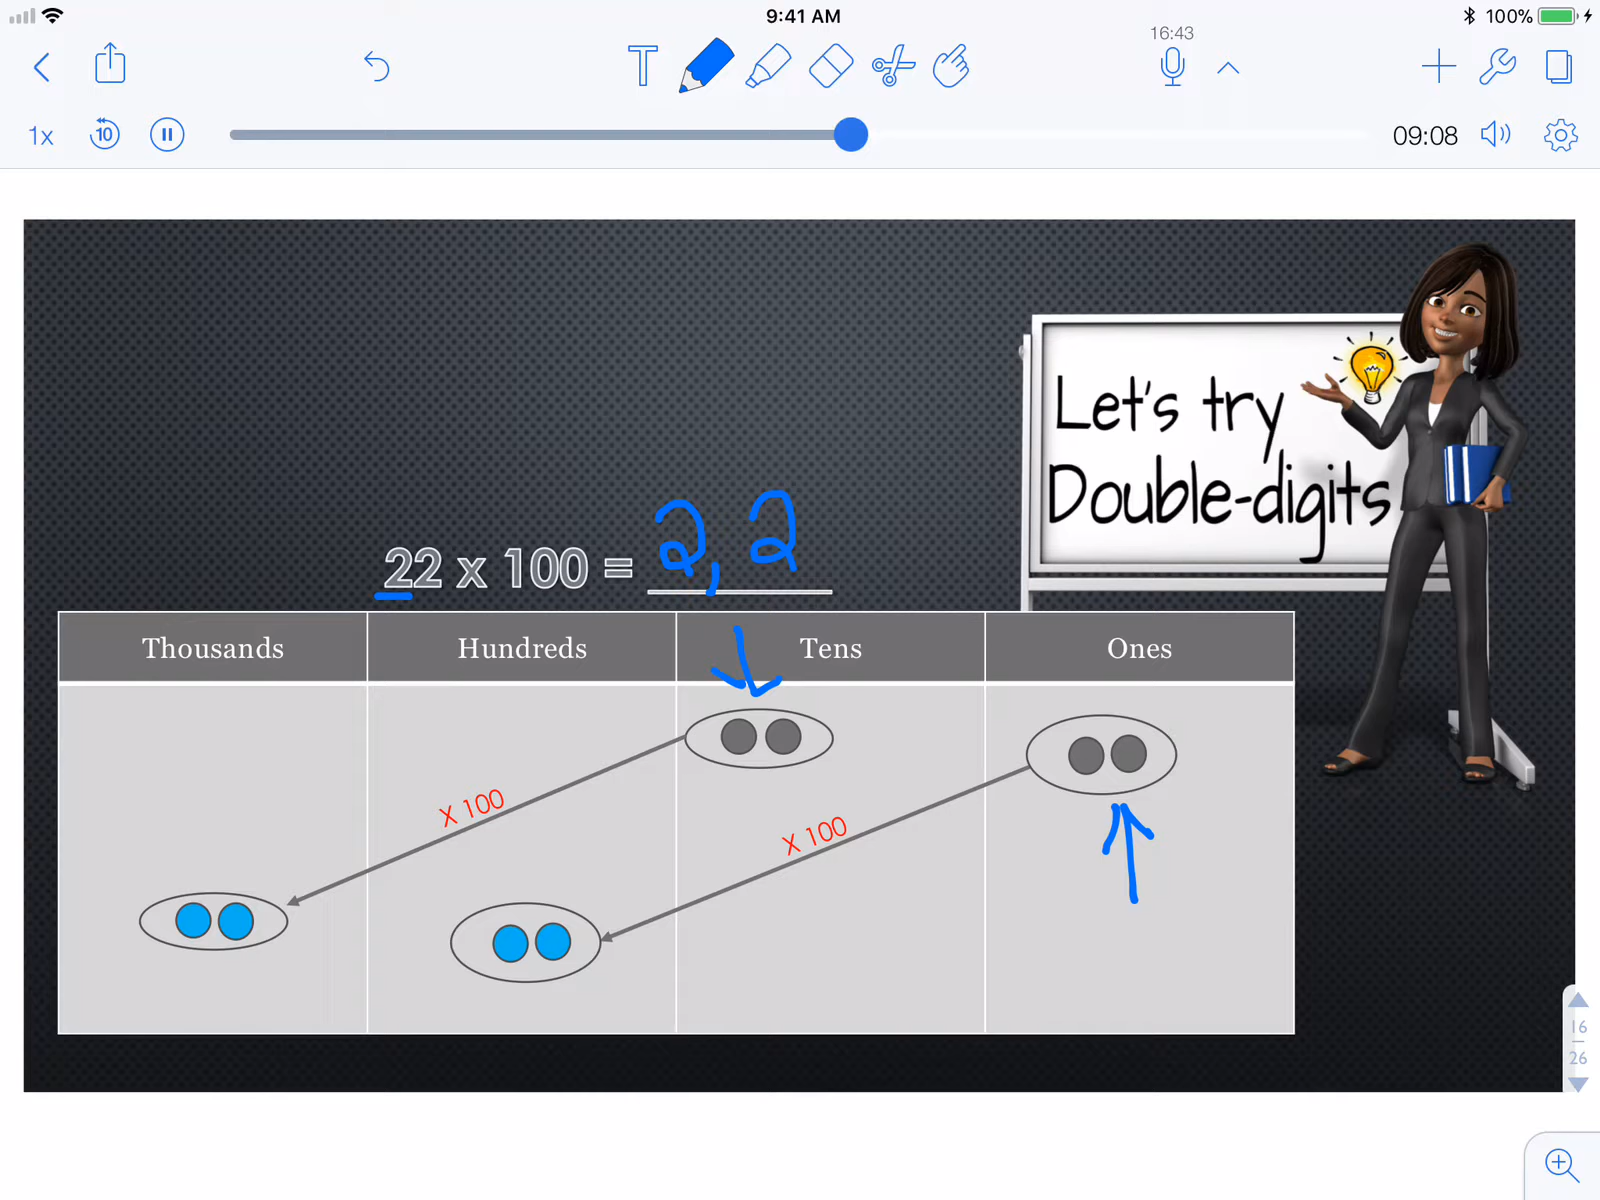 9:41 AM
100%
16:43
T
1x
10
09:08
Let's try
Double-digits
22 x 100 = 2, 2
Thousands Hundreds Tens Ones
X 100
X 100
16
26